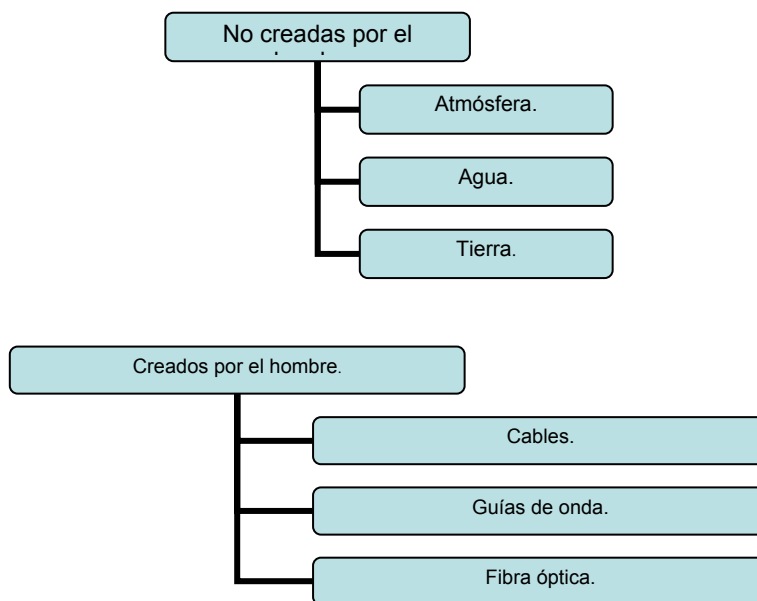 No creadas por el
Atmósfera.
Agua.
Tierra.
Creados por el hombre.
Cables.
Guías de onda.
Fibra óptica.